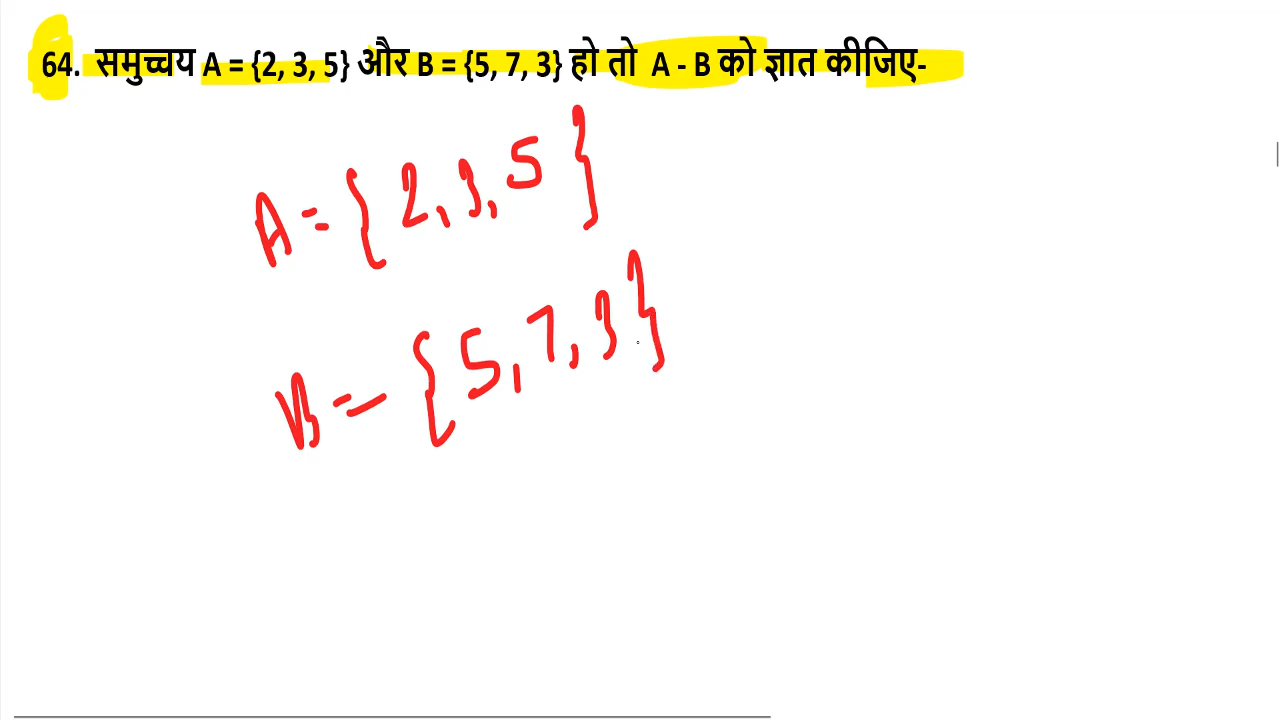 64. समुच्चय A = {2, 3, 5} और B = {5, 7, 3} हो तो A - B को ज्ञात कीजिए-
A = { 2, 3, 5 }
B = { 5, 7, 3 }